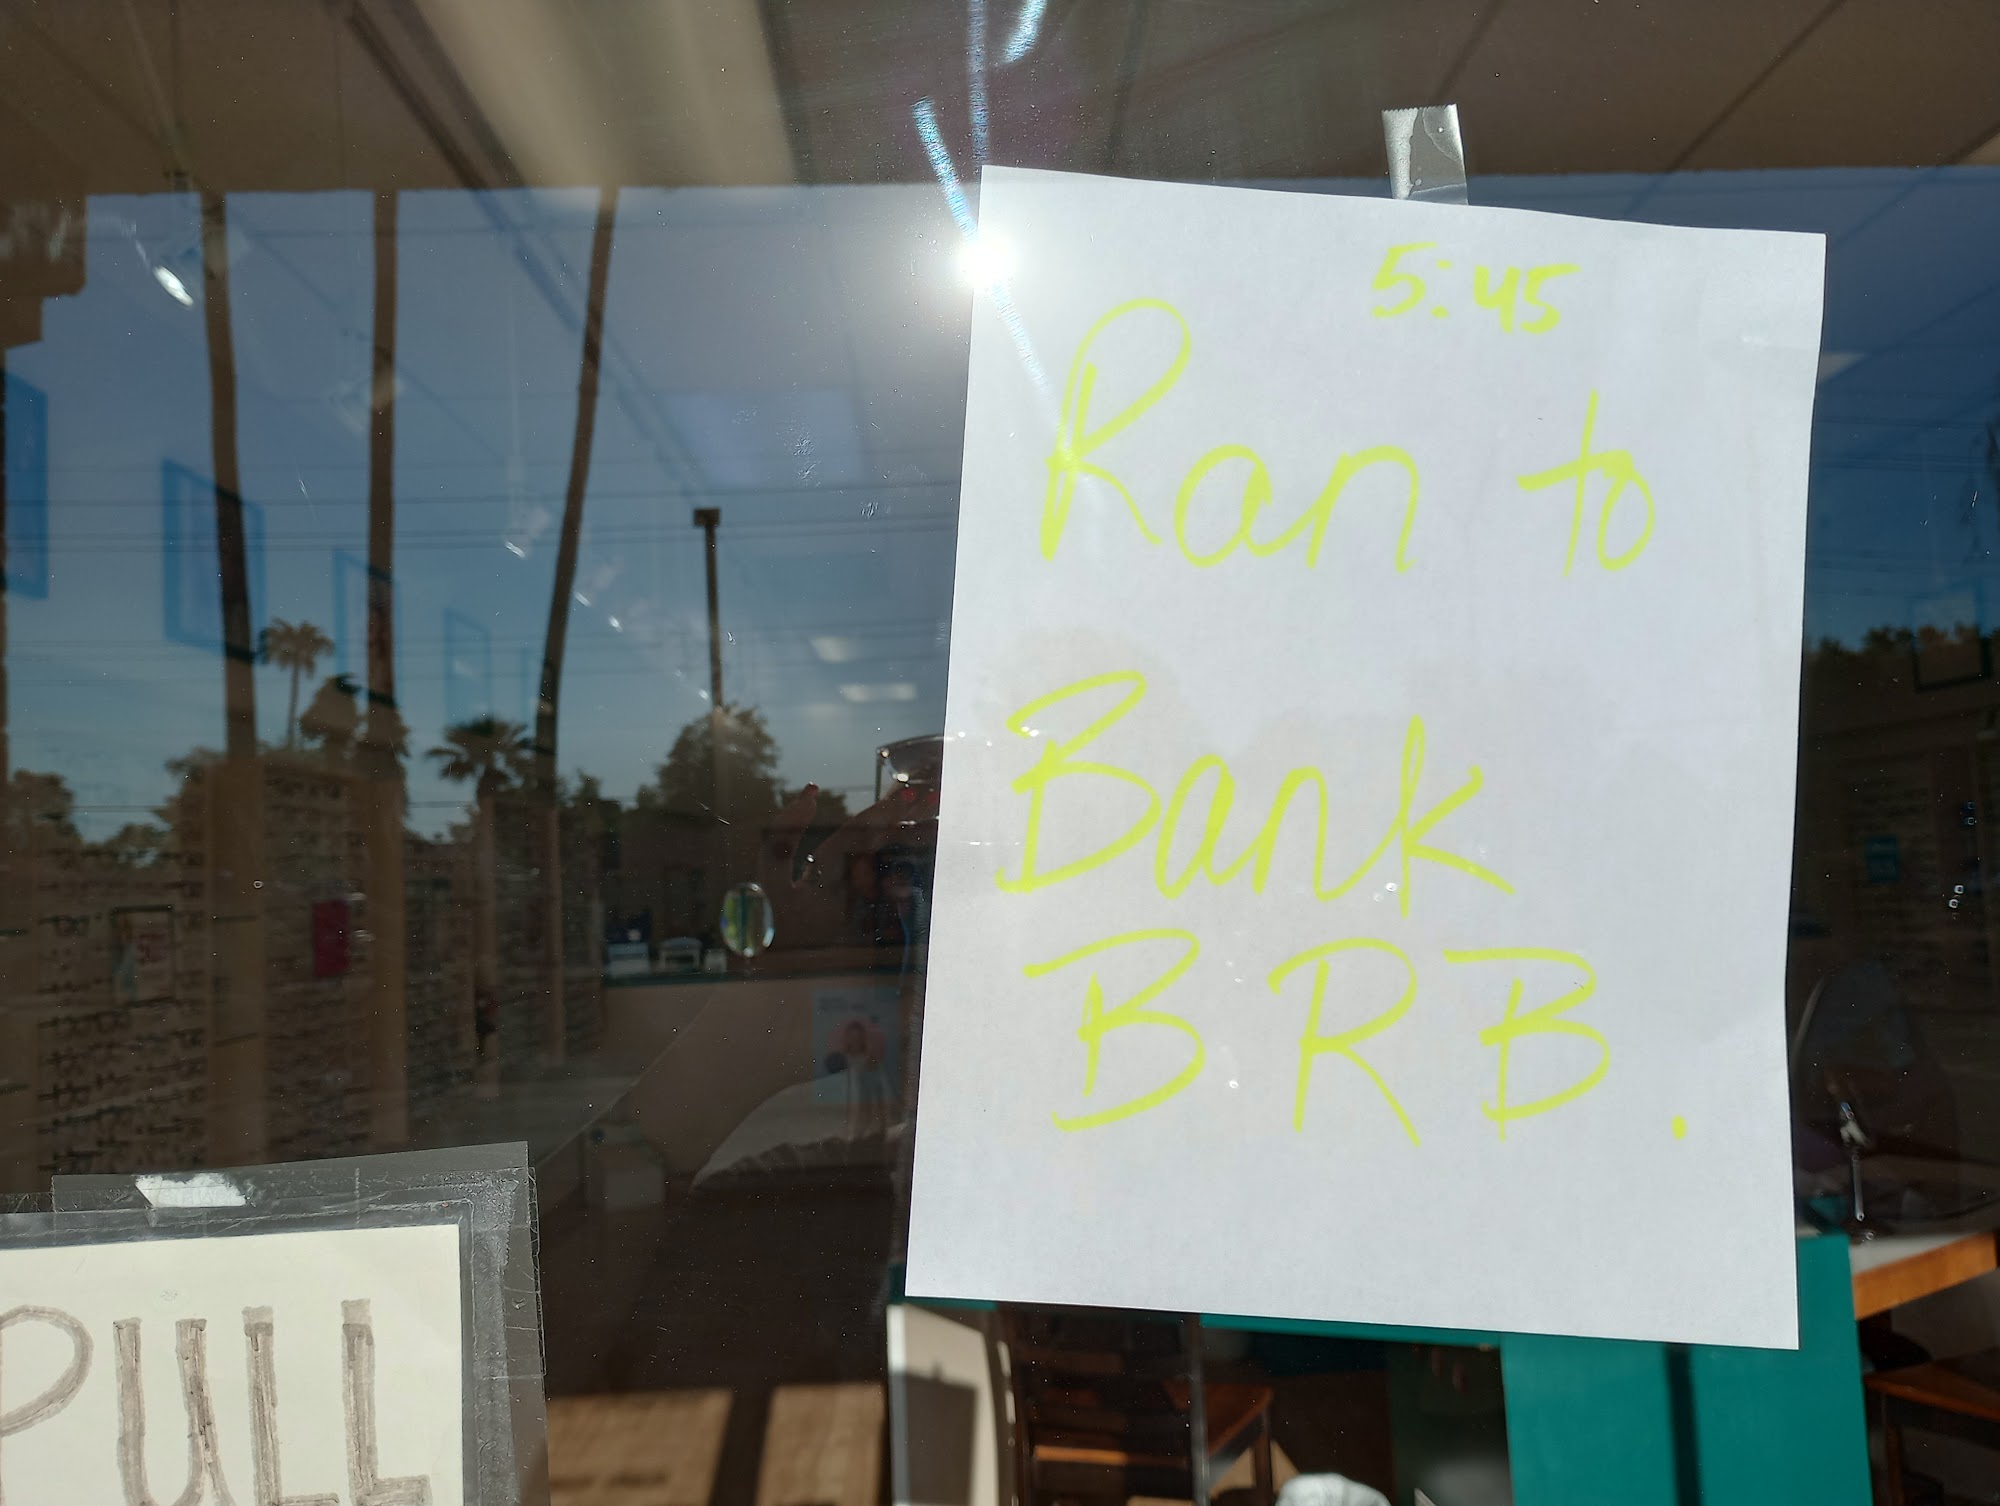 5:45
Ran to
Bank
BRB.
PULL